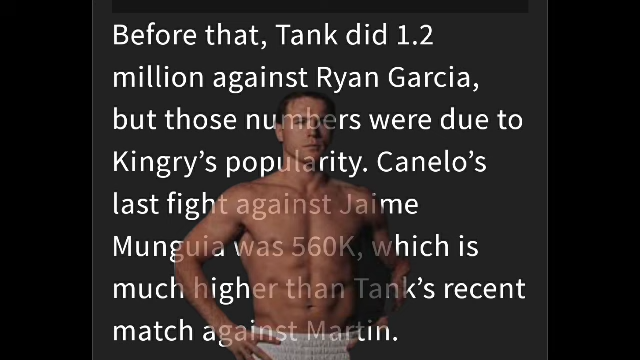 Before that, Tank did 1.2
million against Ryan Garcia,
but those numbers were due to
Kingry’s popularity. Canelo’s
last fight against Jaime
Munguia was 560K, which is
much higher than Tank’s recent
match against Martin.